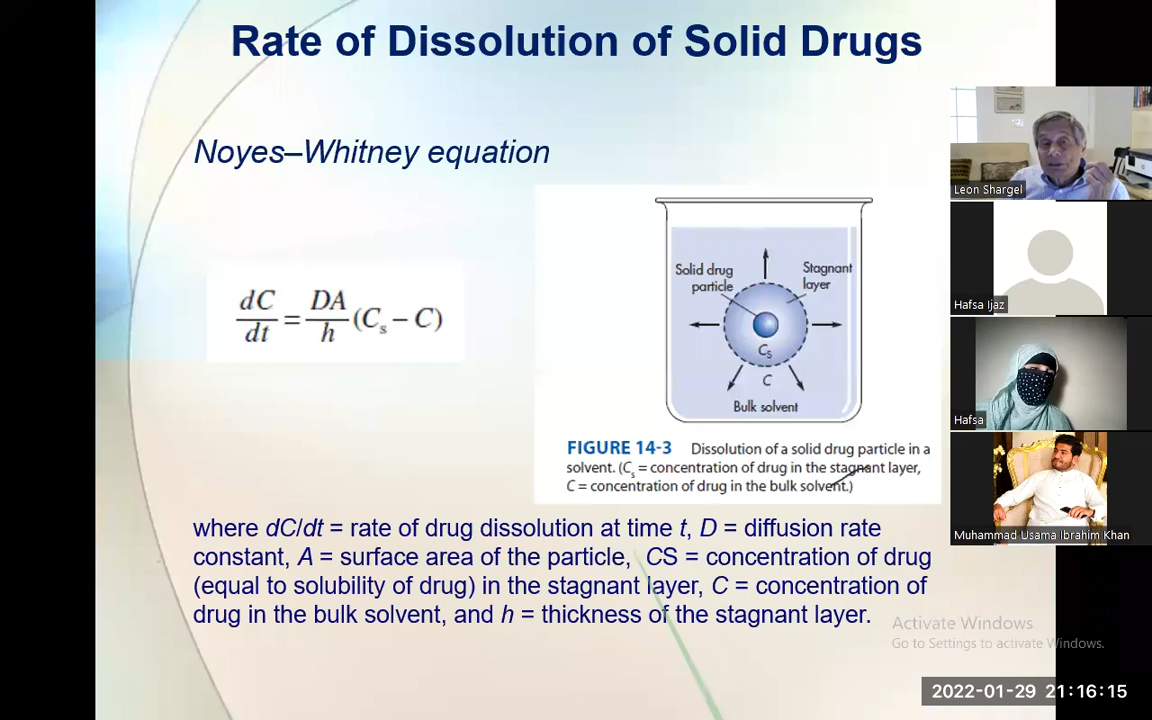 Rate of Dissolution of Solid Drugs
Noyes–Whitney equation
dC/dt = DA/h (Cs – C)
Solid drug particle
Stagnant layer
Cs
C
Bulk solvent
FIGURE 14-3 Dissolution of a solid drug particle in a
solvent. (Cs = concentration of drug in the stagnant layer,
C = concentration of drug in the bulk solvent.)
where dC/dt = rate of drug dissolution at time t, D = diffusion rate
constant, A = surface area of the particle, CS = concentration of drug
(equal to solubility of drug) in the stagnant layer, C = concentration of
drug in the bulk solvent, and h = thickness of the stagnant layer.
Leon Shargel
Hafsa Ijaz
Hafsa
Muhammad Usama Ibrahim Khan
Activate Windows
Go to Settings to activate Windows.
2022-01-29 21:16:15